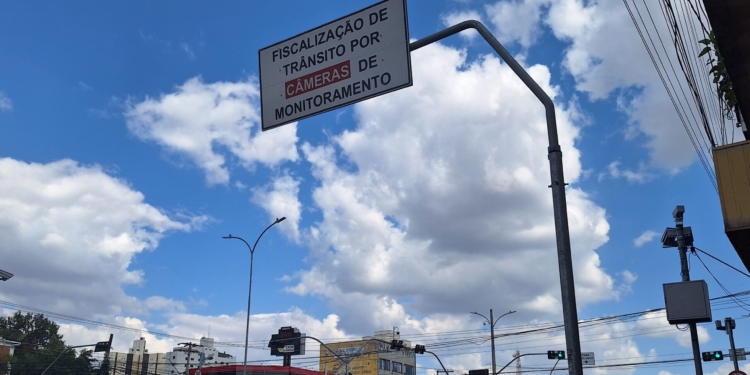 FISCALIZAÇÃO DE
TRÂNSITO POR
CÂMERAS DE
MONITORAMENTO